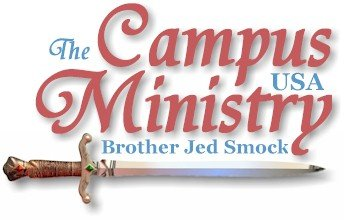 The Campus
USA
Ministry
Brother Jed Smock